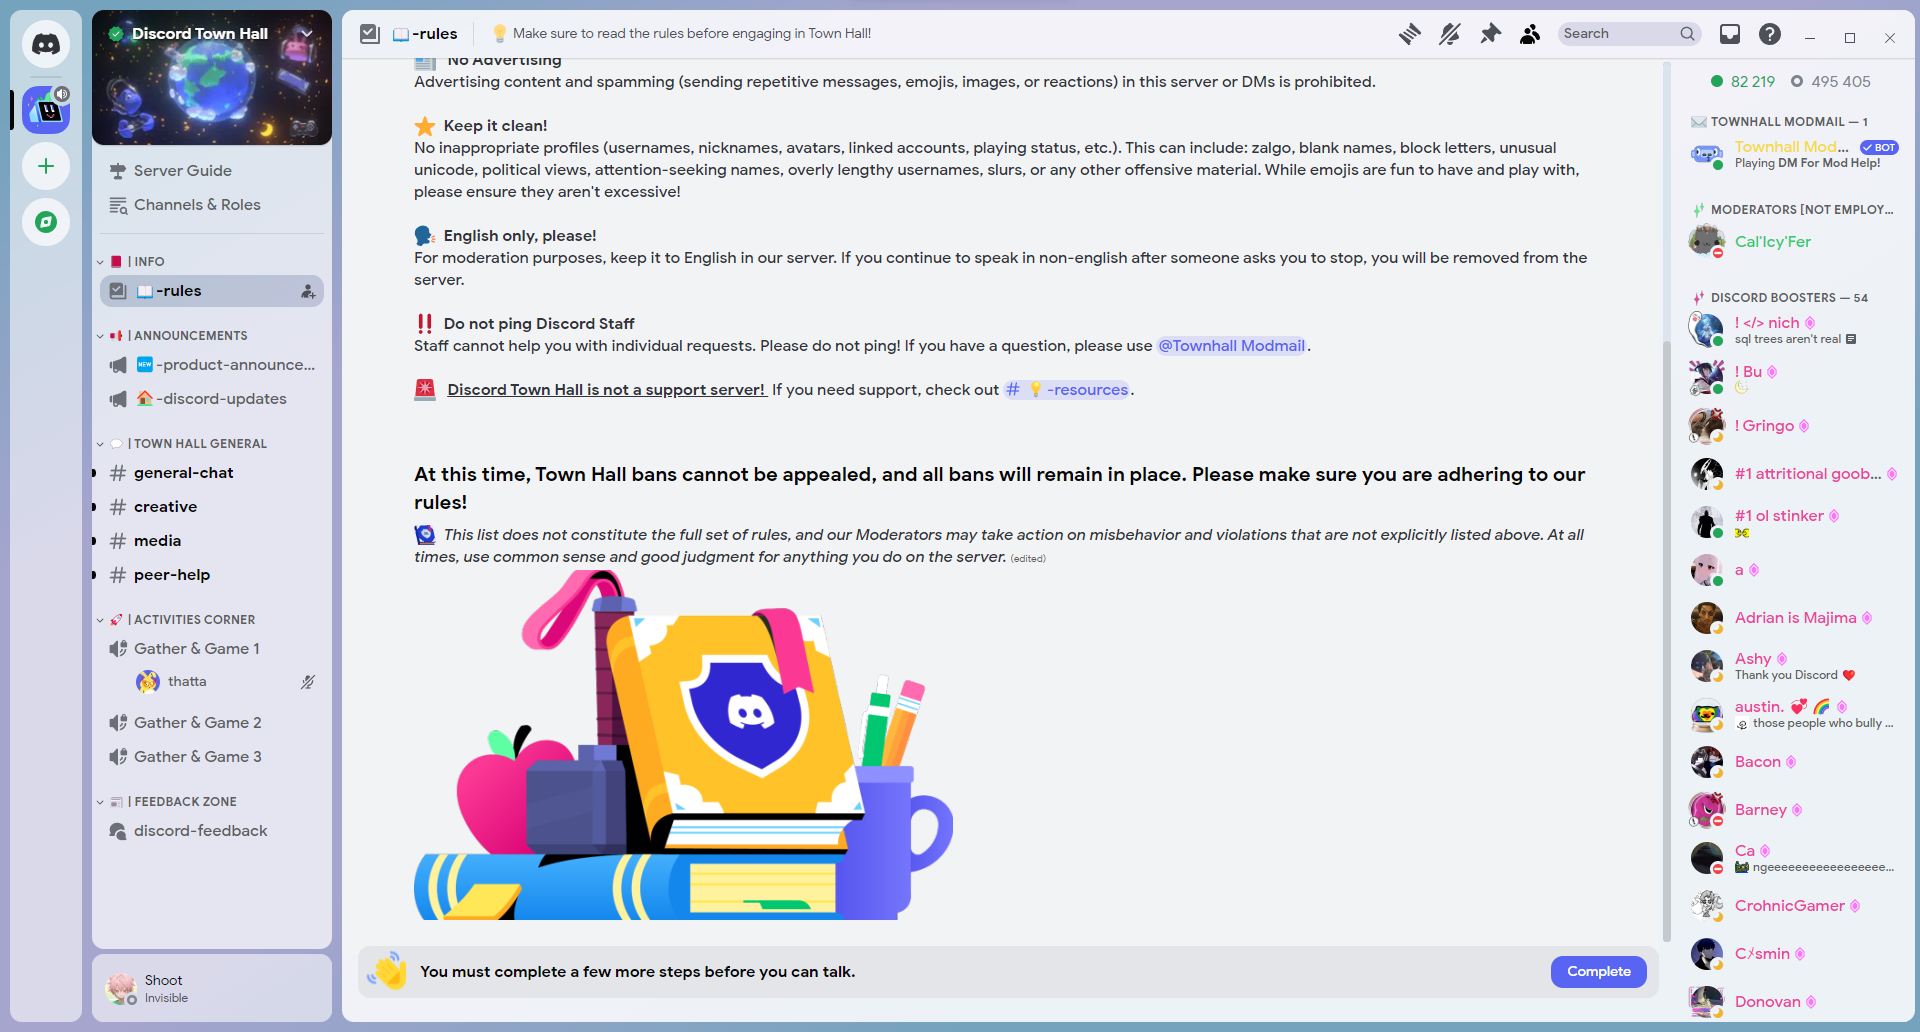 Discord Town Hall
Server Guide
Channels & Roles
| INFO
-rules
| ANNOUNCEMENTS
NEW -product-announce...
-discord-updates
| TOWN HALL GENERAL
# general-chat
# creative
# media
# peer-help
| ACTIVITIES CORNER
Gather & Game 1
thatta
Gather & Game 2
Gather & Game 3
| FEEDBACK ZONE
discord-feedback
Shoot
Invisible
-rules
Make sure to read the rules before engaging in Town Hall!
Search
No Advertising
Advertising content and spamming (sending repetitive messages, emojis, images, or reactions) in this server or DMs is prohibited.
Keep it clean!
No inappropriate profiles (usernames, nicknames, avatars, linked accounts, playing status, etc.). This can include: zalgo, blank names, block letters, unusual
unicode, political views, attention-seeking names, overly lengthy usernames, slurs, or any other offensive material. While emojis are fun to have and play with,
please ensure they aren't excessive!
English only, please!
For moderation purposes, keep it to English in our server. If you continue to speak in non-english after someone asks you to stop, you will be removed from the
server.
‼ Do not ping Discord Staff
Staff cannot help you with individual requests. Please do not ping! If you have a question, please use @Townhall Modmail.
Discord Town Hall is not a support server! If you need support, check out # -resources.
At this time, Town Hall bans cannot be appealed, and all bans will remain in place. Please make sure you are adhering to our
rules!
This list does not constitute the full set of rules, and our Moderators may take action on misbehavior and violations that are not explicitly listed above. At all
times, use common sense and good judgment for anything you do on the server. (edited)
You must complete a few more steps before you can talk.
Complete
82 219 495 405
TOWNHALL MODMAIL — 1
Townhall Mod... BOT
Playing DM For Mod Help!
MODERATORS [NOT EMPLOY...
Cal'Icy'Fer
DISCORD BOOSTERS — 54
! </> nich
sql trees aren't real
! Bu
! Gringo
#1 attritional goob...
#1 ol stinker
a
Adrian is Majima
Ashy
Thank you Discord
austin.
those people who bully ...
Bacon
Barney
Ca
ngeeeeeeeeeeeeeeeee...
CrohnicGamer
Donovan